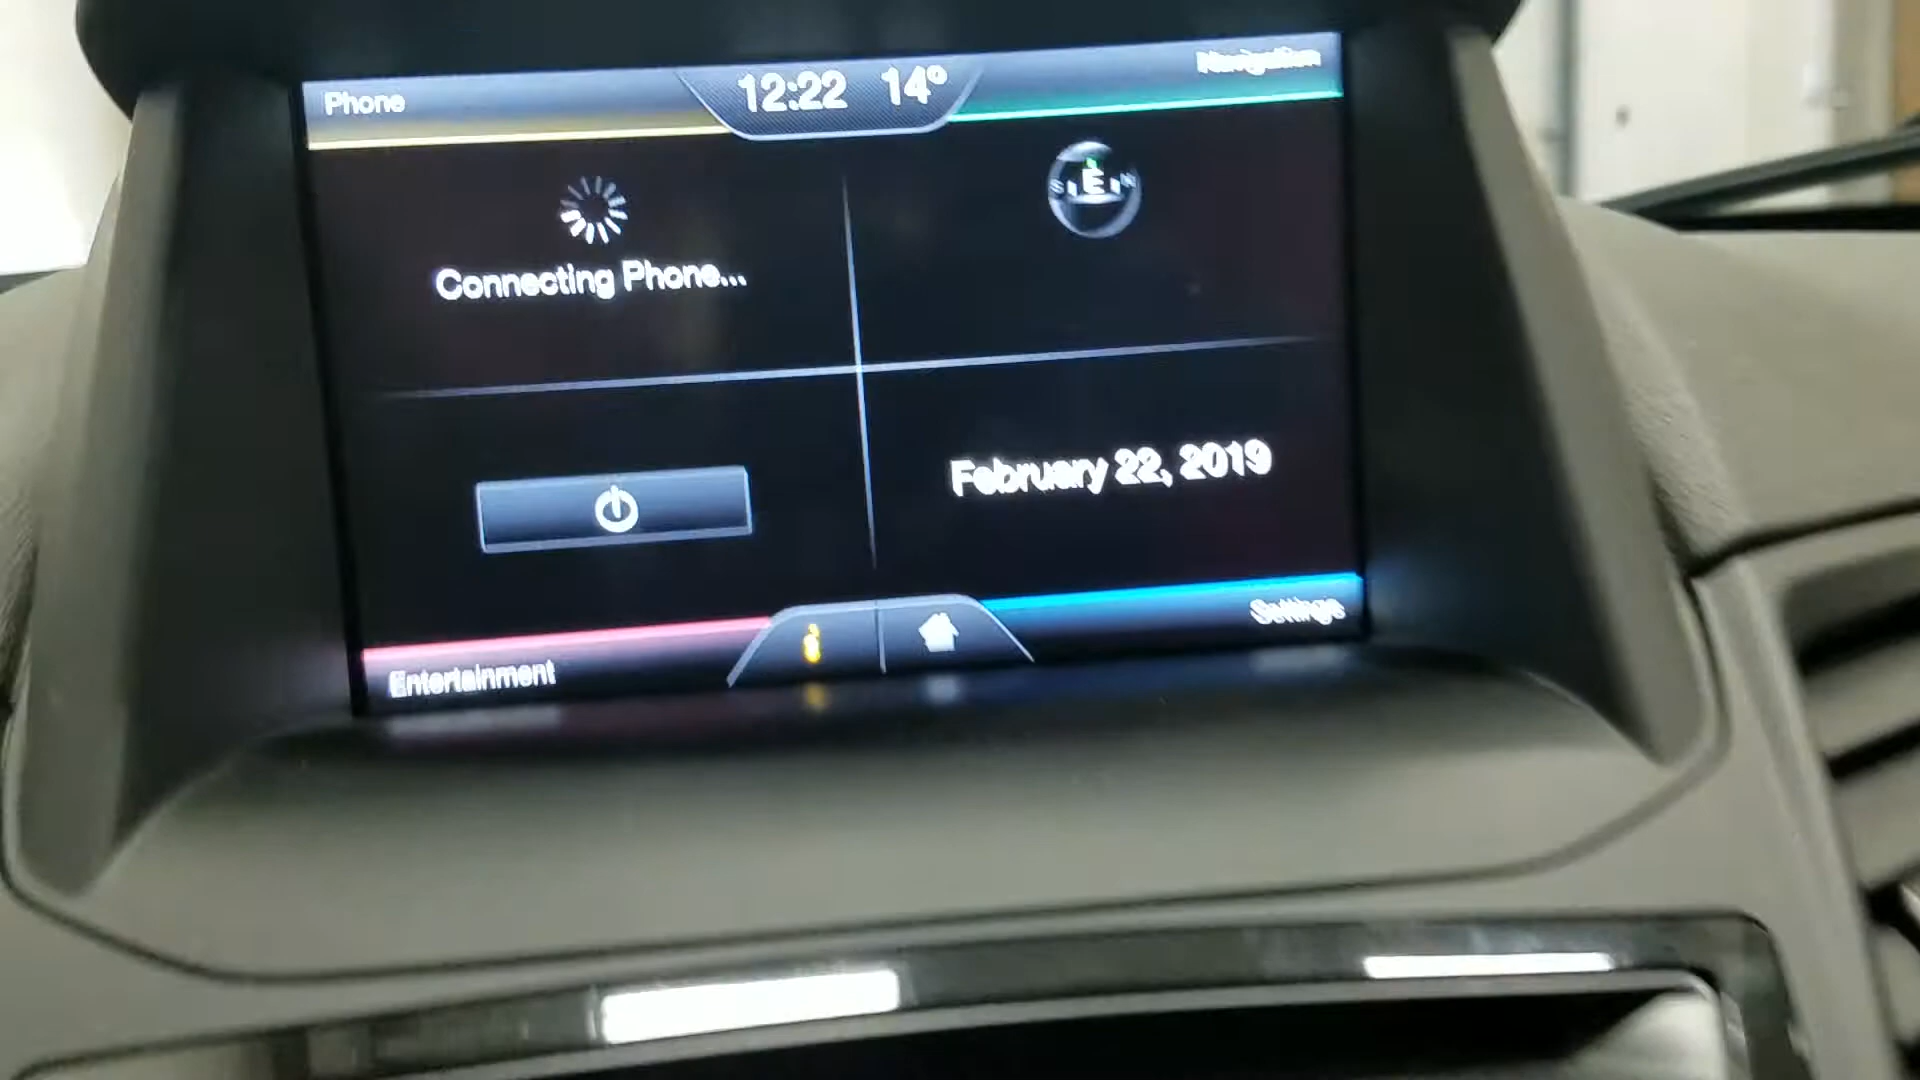 Phone
12:22 14°
Navigation
Connecting Phone...
S E N
February 22, 2019
Entertainment
i
Settings